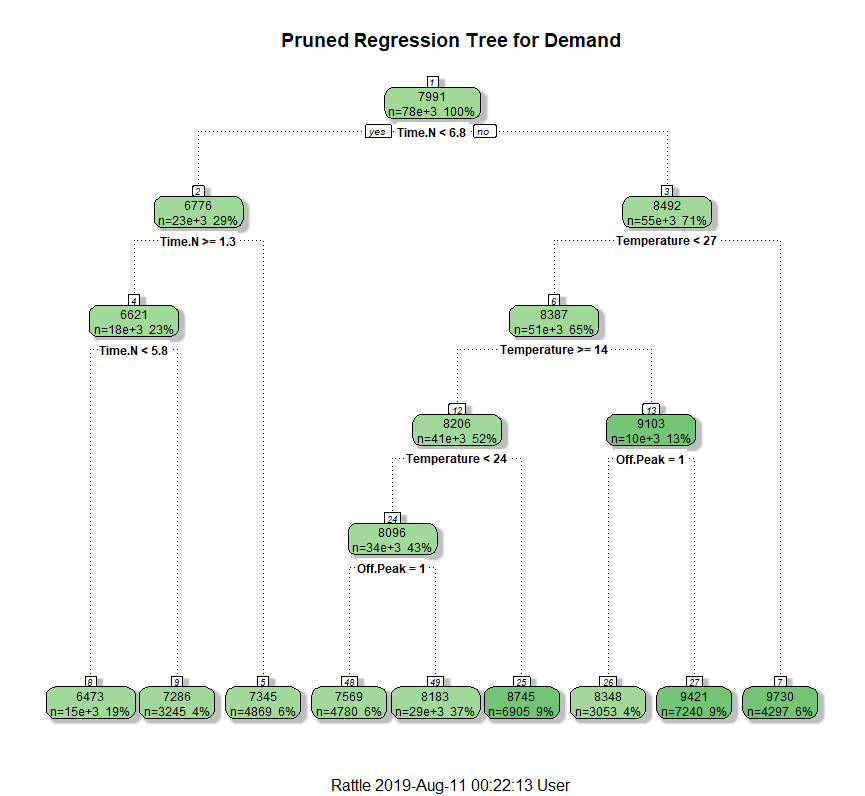 Pruned Regression Tree for Demand
1
7991
n=78e+3 100%
yes Time.N < 6.8 no
2
6776
n=23e+3 29%
3
8492
n=55e+3 71%
Time.N >= 1.3
Temperature < 27
4
6621
n=18e+3 23%
6
8387
n=51e+3 65%
Time.N < 5.8
Temperature >= 14
12
8206
n=41e+3 52%
13
9103
n=10e+3 13%
Temperature < 24
Off.Peak = 1
24
8096
n=34e+3 43%
Off.Peak = 1
8
6473
n=15e+3 19%
9
7286
n=3245 4%
5
7345
n=4869 6%
48
7569
n=4780 6%
49
8183
n=29e+3 37%
25
8745
n=6905 9%
26
8348
n=3053 4%
27
9421
n=7240 9%
7
9730
n=4297 6%
Rattle 2019-Aug-11 00:22:13 User